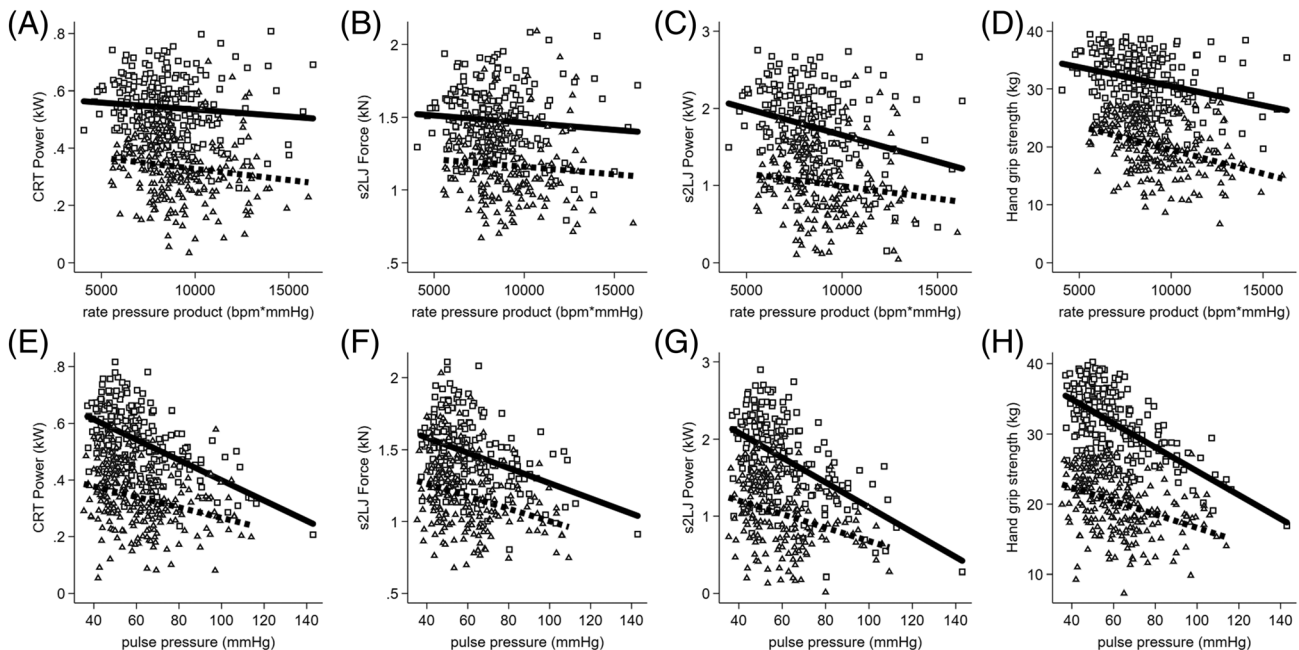 (A)
CRT Power (kW)
.8
.6
.4
.2
0
5000 10000 15000
rate pressure product (bpm*mmHg)
(B)
s2LJ Force (kN)
2
1.5
1
.5
5000 10000 15000
rate pressure product (bpm*mmHg)
(C)
s2LJ Power (kW)
3
2
1
0
5000 10000 15000
rate pressure product (bpm*mmHg)
(D)
Hand grip strength (kg)
40
30
20
10
0
5000 10000 15000
rate pressure product (bpm*mmHg)
(E)
CRT Power (kW)
.8
.6
.4
.2
0
40 60 80 100 120 140
pulse pressure (mmHg)
(F)
s2LJ Force (kN)
2
1.5
1
.5
40 60 80 100 120 140
pulse pressure (mmHg)
(G)
s2LJ Power (kW)
3
2
1
0
40 60 80 100 120 140
pulse pressure (mmHg)
(H)
Hand grip strength (kg)
40
30
20
10
40 60 80 100 120 140
pulse pressure (mmHg)